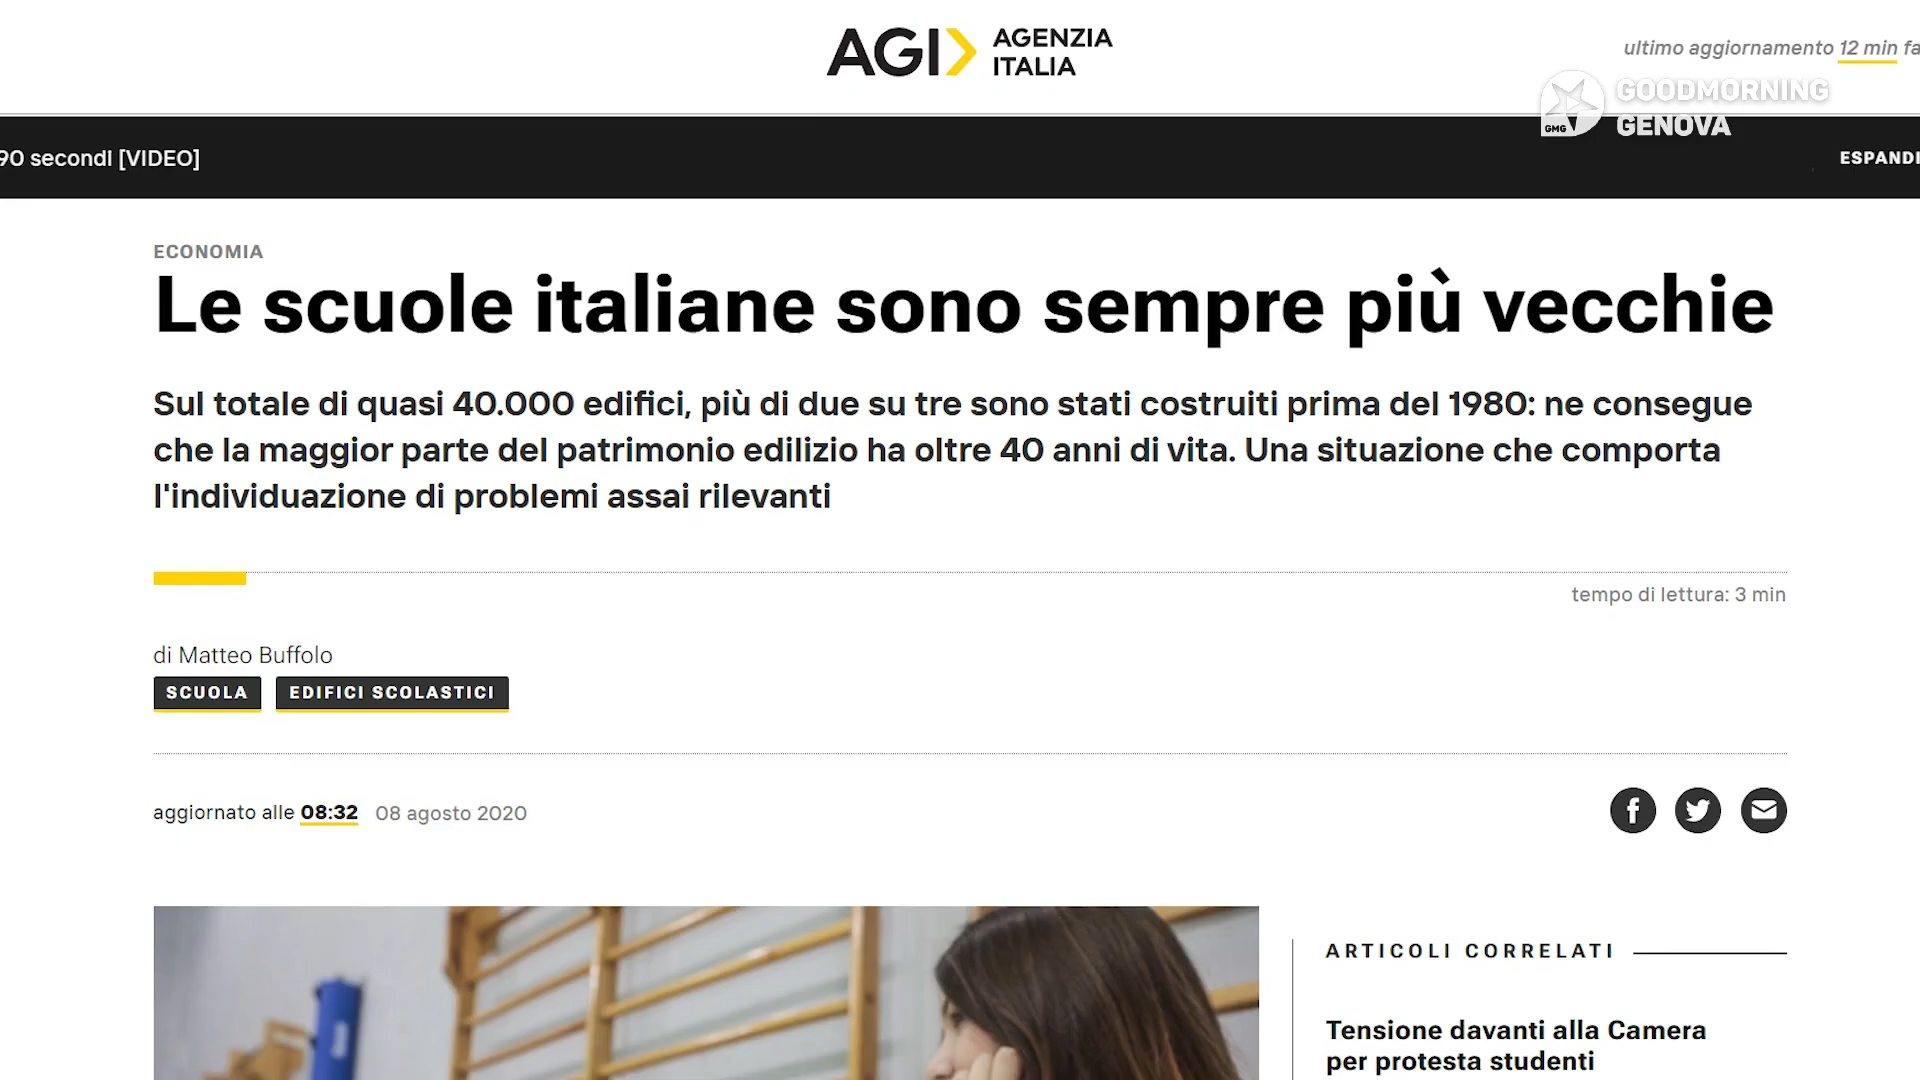 AGI AGENZIA
ITALIA
ultimo aggiornamento 12 min fa
GMG GOODMORNING
GENOVA
90 secondI [VIDEO]
ESPANDI
ECONOMIA
Le scuole italiane sono sempre più vecchie
Sul totale di quasi 40.000 edifici, più di due su tre sono stati costruiti prima del 1980: ne consegue
che la maggior parte del patrimonio edilizio ha oltre 40 anni di vita. Una situazione che comporta
l'individuazione di problemi assai rilevanti
tempo di lettura: 3 min
di Matteo Buffolo
SCUOLA EDIFICI SCOLASTICI
aggiornato alle 08:32 08 agosto 2020
ARTICOLI CORRELATI
Tensione davanti alla Camera
per protesta studenti